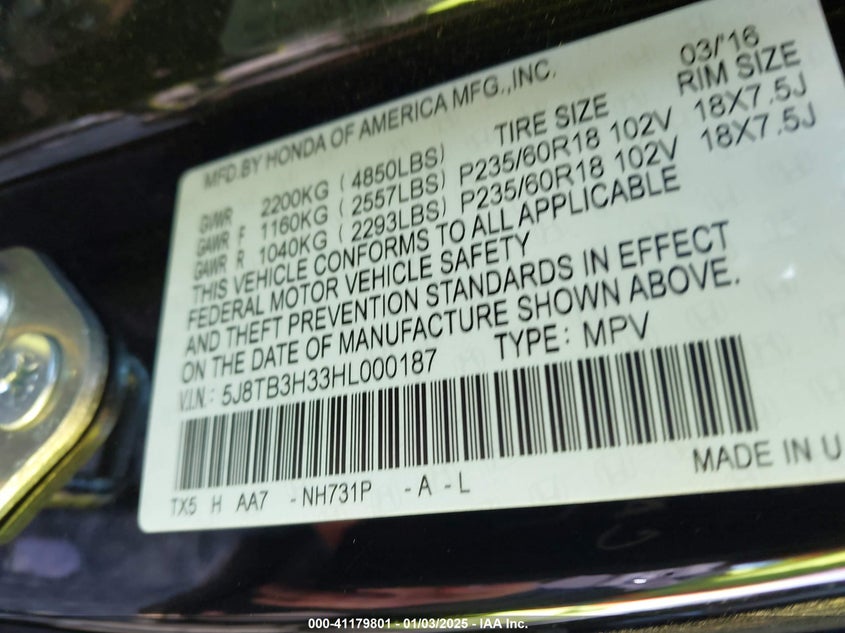 MFD.BY HONDA OF AMERICA MFG.,INC. 03/'16
TIRE SIZE RIM SIZE
GVWR 2200KG (4850LBS)
GAWR F 1160KG (2557LBS) P235/60R18 102V 18X7.5J
GAWR R 1040KG (2293LBS) P235/60R18 102V 18X7.5J
THIS VEHICLE CONFORMS TO ALL APPLICABLE
FEDERAL MOTOR VEHICLE SAFETY
AND THEFT PREVENTION STANDARDS IN EFFECT
ON THE DATE OF MANUFACTURE SHOWN ABOVE.
V.I.N.: 5J8TB3H33HL000187 TYPE: MPV
TX5 H AA7 -NH731P -A -L MADE IN U
000-41179801 - 01/03/2025 - IAA Inc.